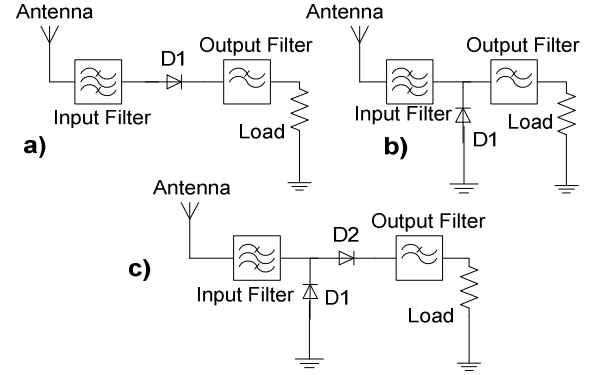 Antenna
D1
Output Filter
Input Filter
Load
a)
Antenna
Output Filter
Input Filter
D1
Load
b)
Antenna
D2
Output Filter
Input Filter
D1
Load
c)